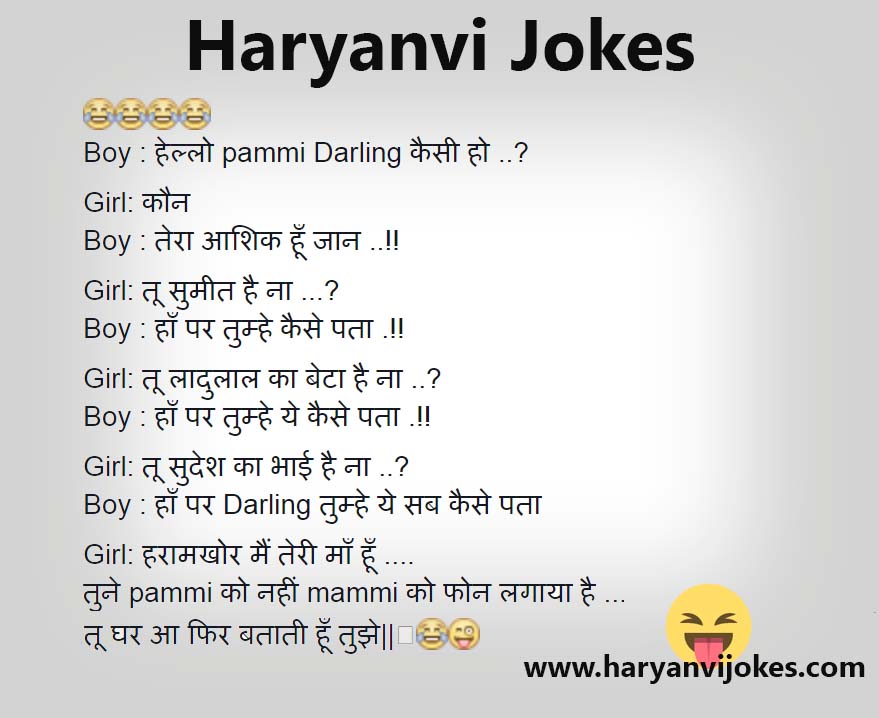 Haryanvi Jokes
😂😂😂😂
Boy : हेल्लो pammi Darling कैसी हो ..?
Girl: कौन
Boy : तेरा आशिक हूँ जान ..!!
Girl: तू सुमीत है ना ...?
Boy : हाँ पर तुम्हे कैसे पता .!!
Girl: तू लादुलाल का बेटा है ना ..?
Boy : हाँ पर तुम्हे ये कैसे पता .!!
Girl: तू सुदेश का भाई है ना ..?
Boy : हाँ पर Darling तुम्हे ये सब कैसे पता
Girl: हरामखोर मैं तेरी माँ हूँ ....
तुने pammi को नहीं mammi को फोन लगाया है ...
तू घर आ फिर बताती हूँ तुझे||😂😜
www.haryanvijokes.com